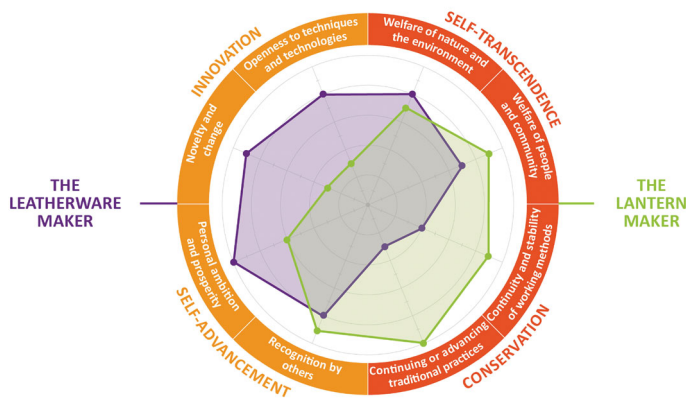 INNOVATION
Openness to techniques
and technologies
Novelty and
change
SELF-TRANSCENDENCE
Welfare of nature and
the environment
Welfare of people
and community
THE
LEATHERWARE
MAKER
THE
LANTERN
MAKER
Personal ambition
and prosperity
Recognition by
others
SELF-ADVANCEMENT
Continuity and stability
of working methods
Continuing or advancing
traditional practices
CONSERVATION